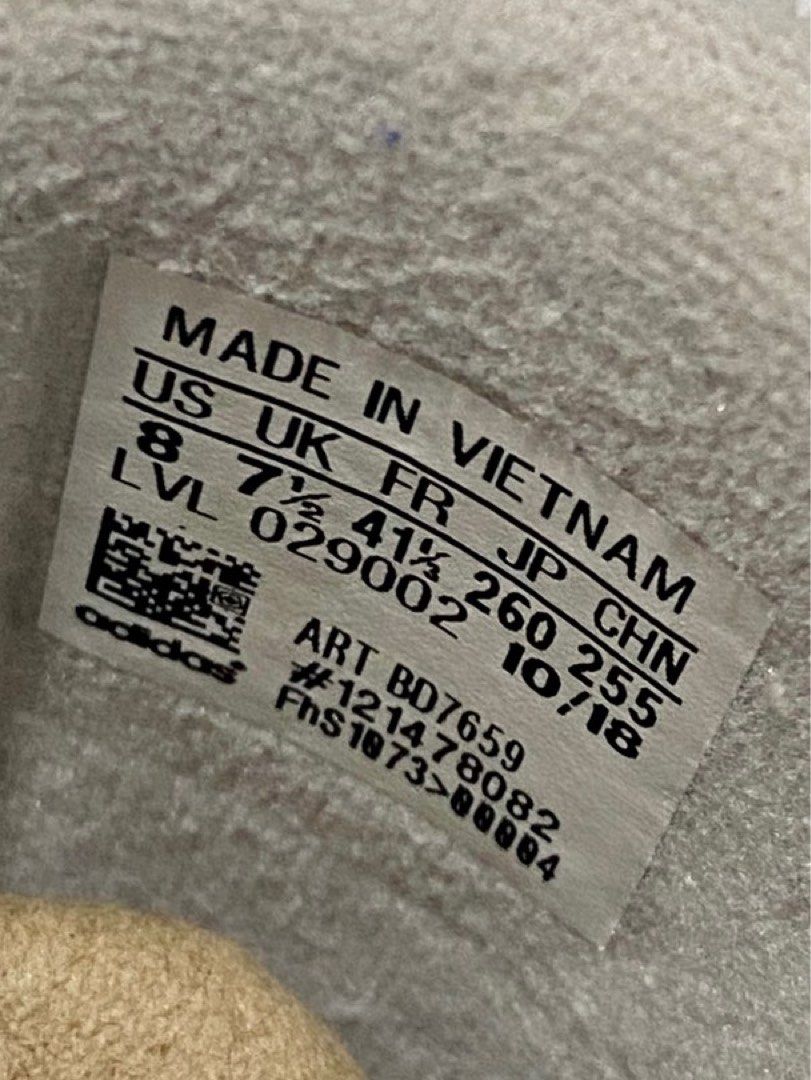 MADE IN VIETNAM
US UK FR JP CHN
8 7½ 41⅓ 260 255
LVL 029002 10/18
adidas
ART BD7659
#121478082
FhS1073>00004